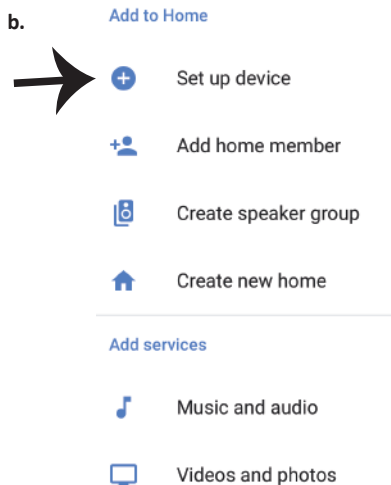 b.
Add to Home
Set up device
Add home member
Create speaker group
Create new home
Add services
Music and audio
Videos and photos